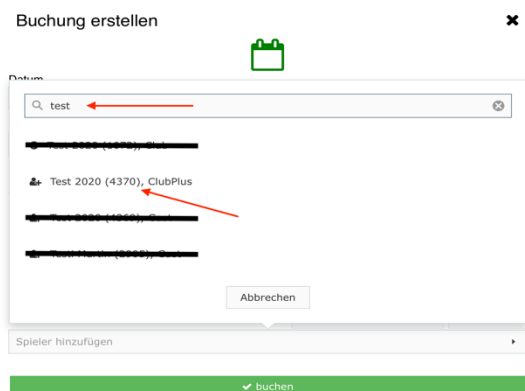 Buchung erstellen
Datum
test
Test 2020 (4370), ClubPlus
Abbrechen
Spieler hinzufügen
buchen